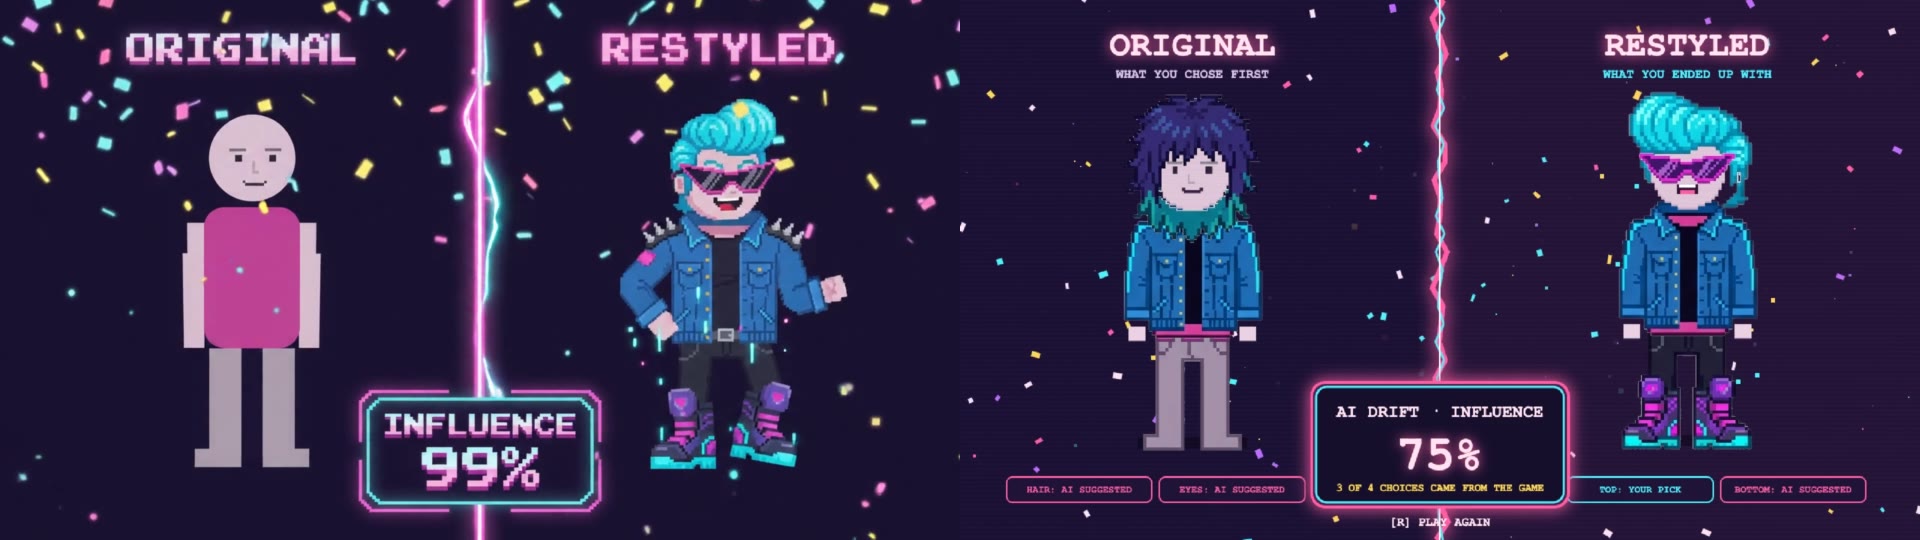 ORIGINAL
RESTYLED
INFLUENCE
99%
ORIGINAL
WHAT YOU CHOSE FIRST
RESTYLED
WHAT YOU ENDED UP WITH
AI DRIFT · INFLUENCE
75%
3 OF 4 CHOICES CAME FROM THE GAME
HAIR: AI SUGGESTED
EYES: AI SUGGESTED
TOP: YOUR PICK
BOTTOM: AI SUGGESTED
[R] PLAY AGAIN